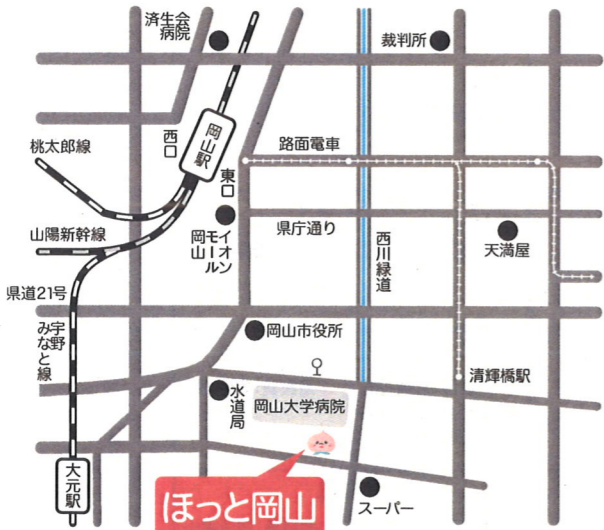 済生会
病院
裁判所
岡山駅
西口
東口
桃太郎線
路面電車
山陽新幹線
イオン
モール
岡山
県庁通り
西川緑道
天満屋
県道21号
宇野
みなと線
岡山市役所
清輝橋駅
水道局
岡山大学病院
大元駅
ほっと岡山
スーパー